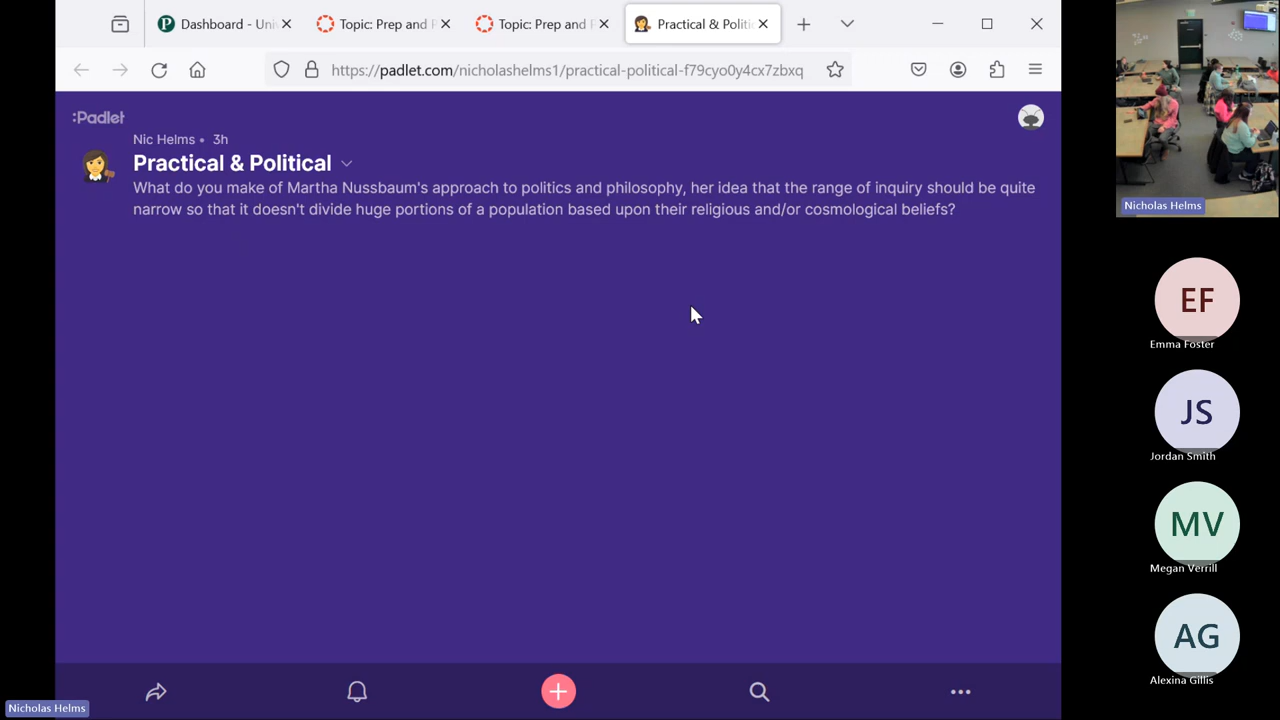 Dashboard - Uni
Topic: Prep and P
Topic: Prep and P
Practical & Politic
https://padlet.com/nicholashelms1/practical-political-f79cyo0y4cx7zbxq
:Padlet
Nic Helms • 3h
Practical & Political
What do you make of Martha Nussbaum's approach to politics and philosophy, her idea that the range of inquiry should be quite
narrow so that it doesn't divide huge portions of a population based upon their religious and/or cosmological beliefs?
Nicholas Helms
EF
Emma Foster
JS
Jordan Smith
MV
Megan Verrill
AG
Alexina Gillis
Nicholas Helms